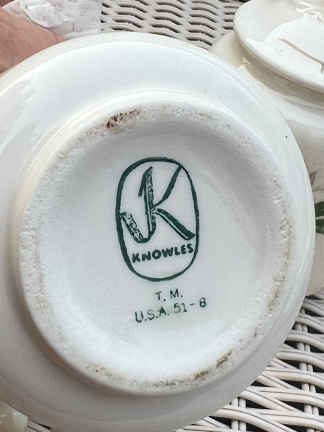 K
KNOWLES
T. M.
U.S.A. 51-8